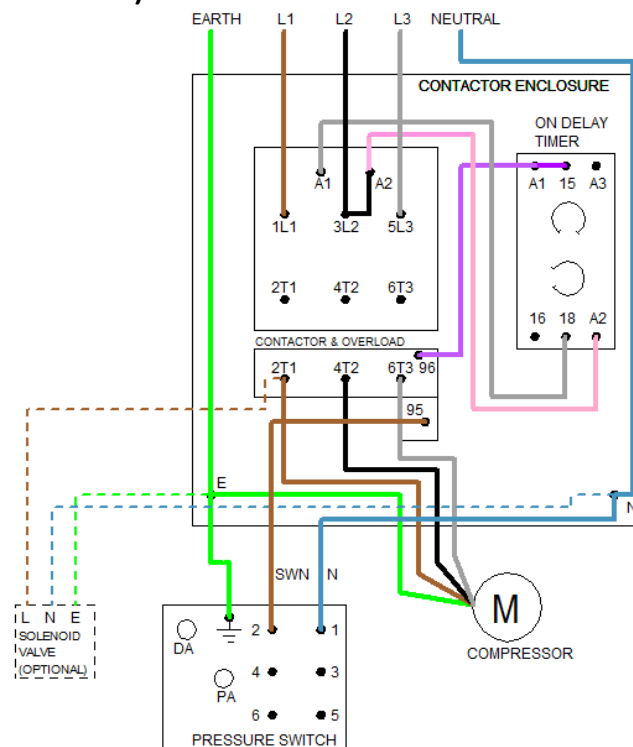 EARTH L1 L2 L3 NEUTRAL
CONTACTOR ENCLOSURE
ON DELAY
TIMER
A1 A2
A1 15 A3
1L1 3L2 5L3
2T1 4T2 6T3
16 18 A2
CONTACTOR & OVERLOAD
2T1 4T2 6T3 96
95
E
N
SWN N
L N E
SOLENOID
VALVE
(OPTIONAL)
DA
2 1
4 3
PA
6 5
PRESSURE SWITCH
M
COMPRESSOR